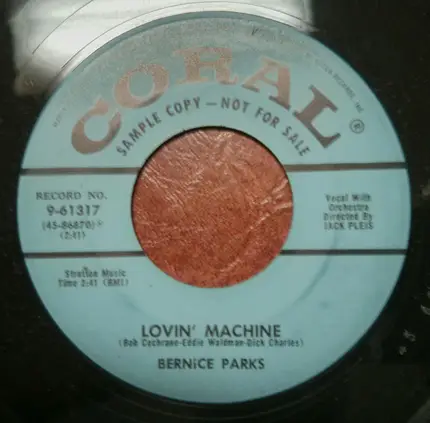 CORAL ®
SAMPLE COPY — NOT FOR SALE
RECORD NO.
9-61317
(45-86870)*
(2:41)
Vocal With
Orchestra
Directed By
JACK PLEIS
Stratton Music
Time 2:41 (BMI)
LOVIN' MACHINE
(Bob Cochrane-Eddie Waldman-Dick Charles)
BERNICE PARKS